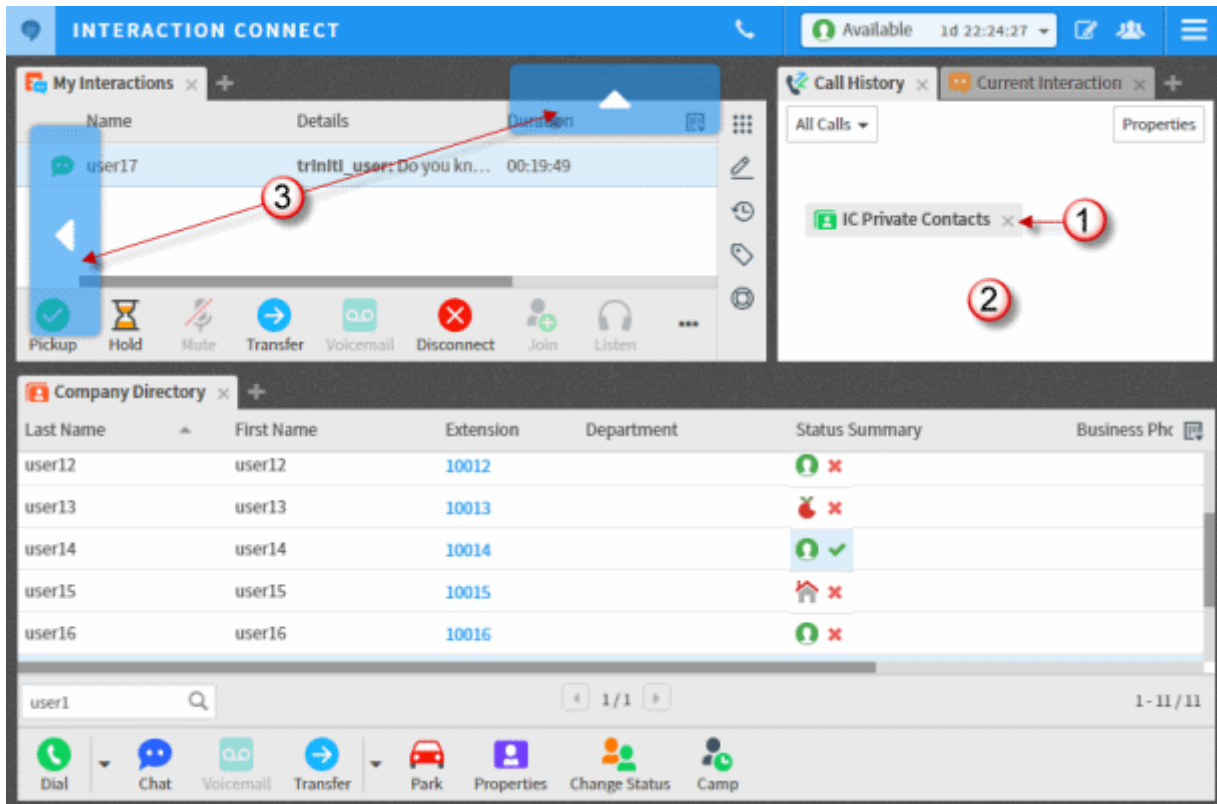 INTERACTION CONNECT
Available 1d 22:24:27
My Interactions
Name Details Duration
user17 triniti_user: Do you kn... 00:19:49
3
Pickup Hold Mute Transfer Voicemail Disconnect Join Listen
Call History Current Interaction
All Calls Properties
IC Private Contacts 1
2
Company Directory
Last Name First Name Extension Department Status Summary Business Phc
user12 user12 10012
user13 user13 10013
user14 user14 10014
user15 user15 10015
user16 user16 10016
user1 1/1 1-11/11
Dial Chat Voicemail Transfer Park Properties Change Status Camp